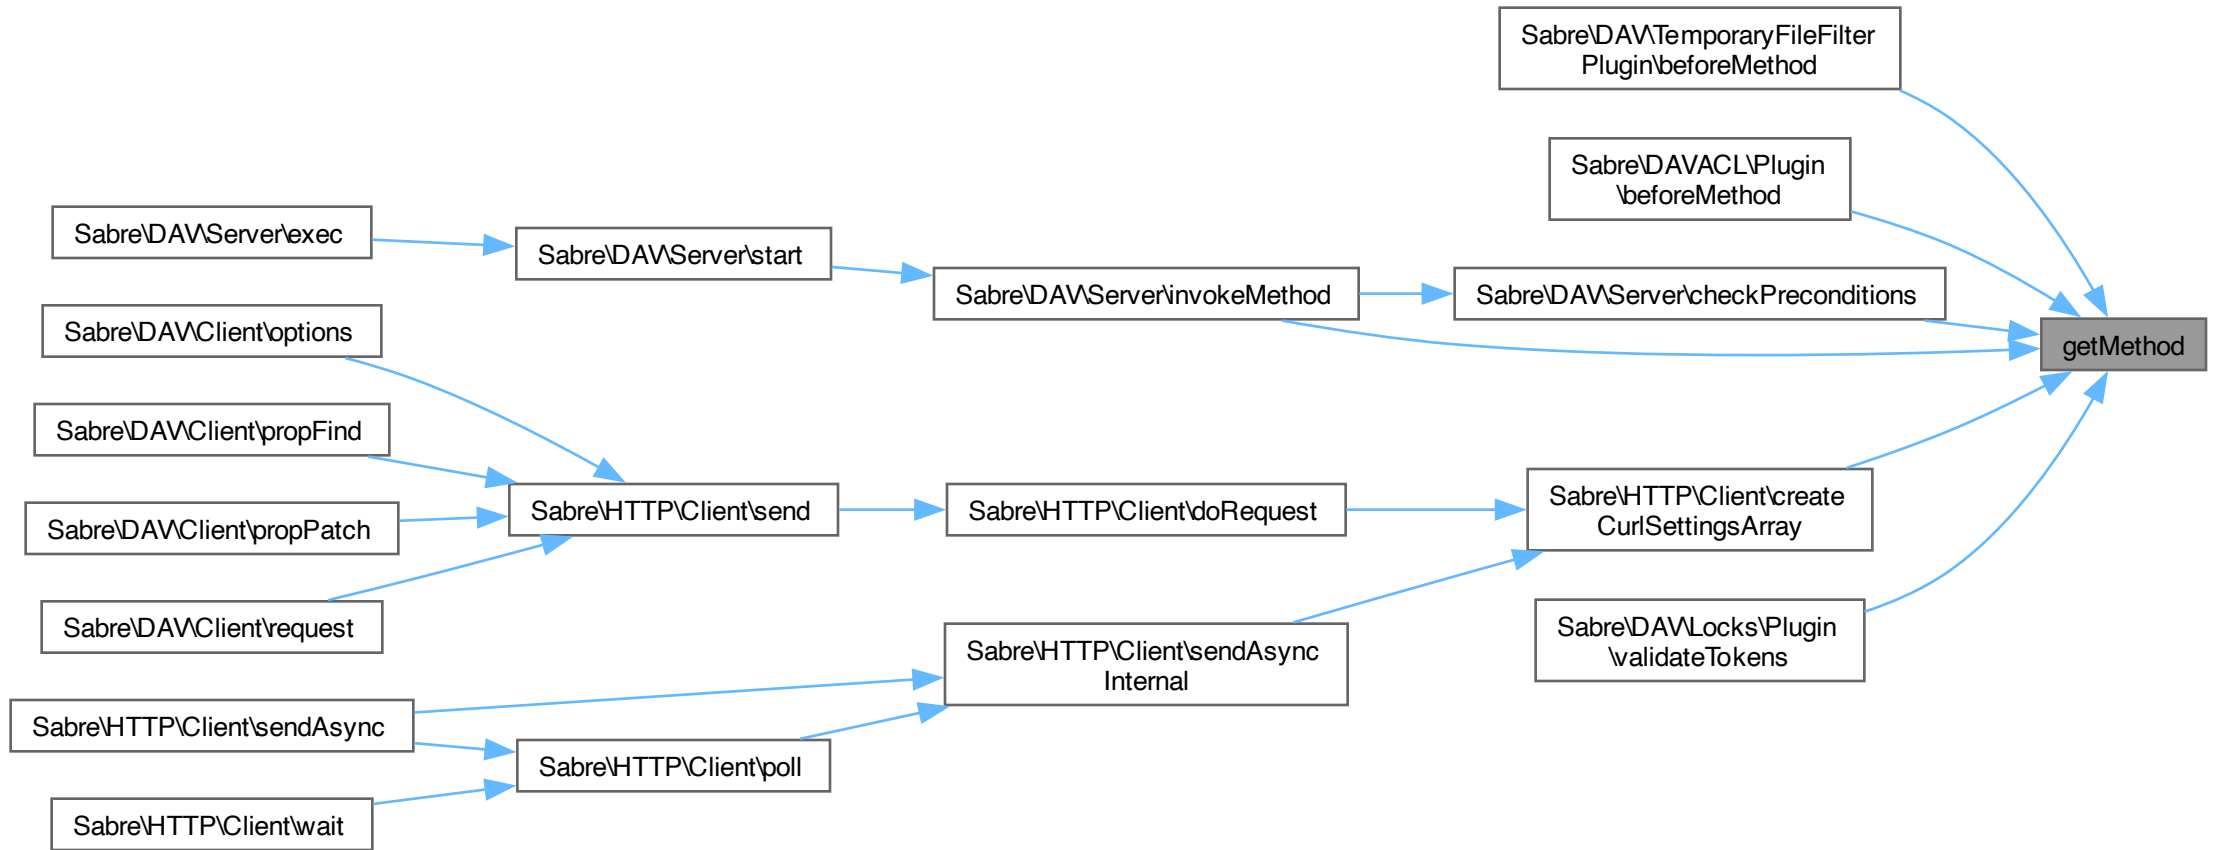 Sabre\DAV\TemporaryFileFilter
Plugin\beforeMethod
Sabre\DAVACL\Plugin
\beforeMethod
Sabre\DAV\Server\exec
Sabre\DAV\Server\start
Sabre\DAV\Server\invokeMethod
Sabre\DAV\Server\checkPreconditions
getMethod
Sabre\DAV\Client\options
Sabre\DAV\Client\propFind
Sabre\DAV\Client\propPatch
Sabre\DAV\Client\request
Sabre\HTTP\Client\send
Sabre\HTTP\Client\doRequest
Sabre\HTTP\Client\create
CurlSettingsArray
Sabre\DAV\Locks\Plugin
\validateTokens
Sabre\HTTP\Client\sendAsync
Internal
Sabre\HTTP\Client\sendAsync
Sabre\HTTP\Client\poll
Sabre\HTTP\Client\wait